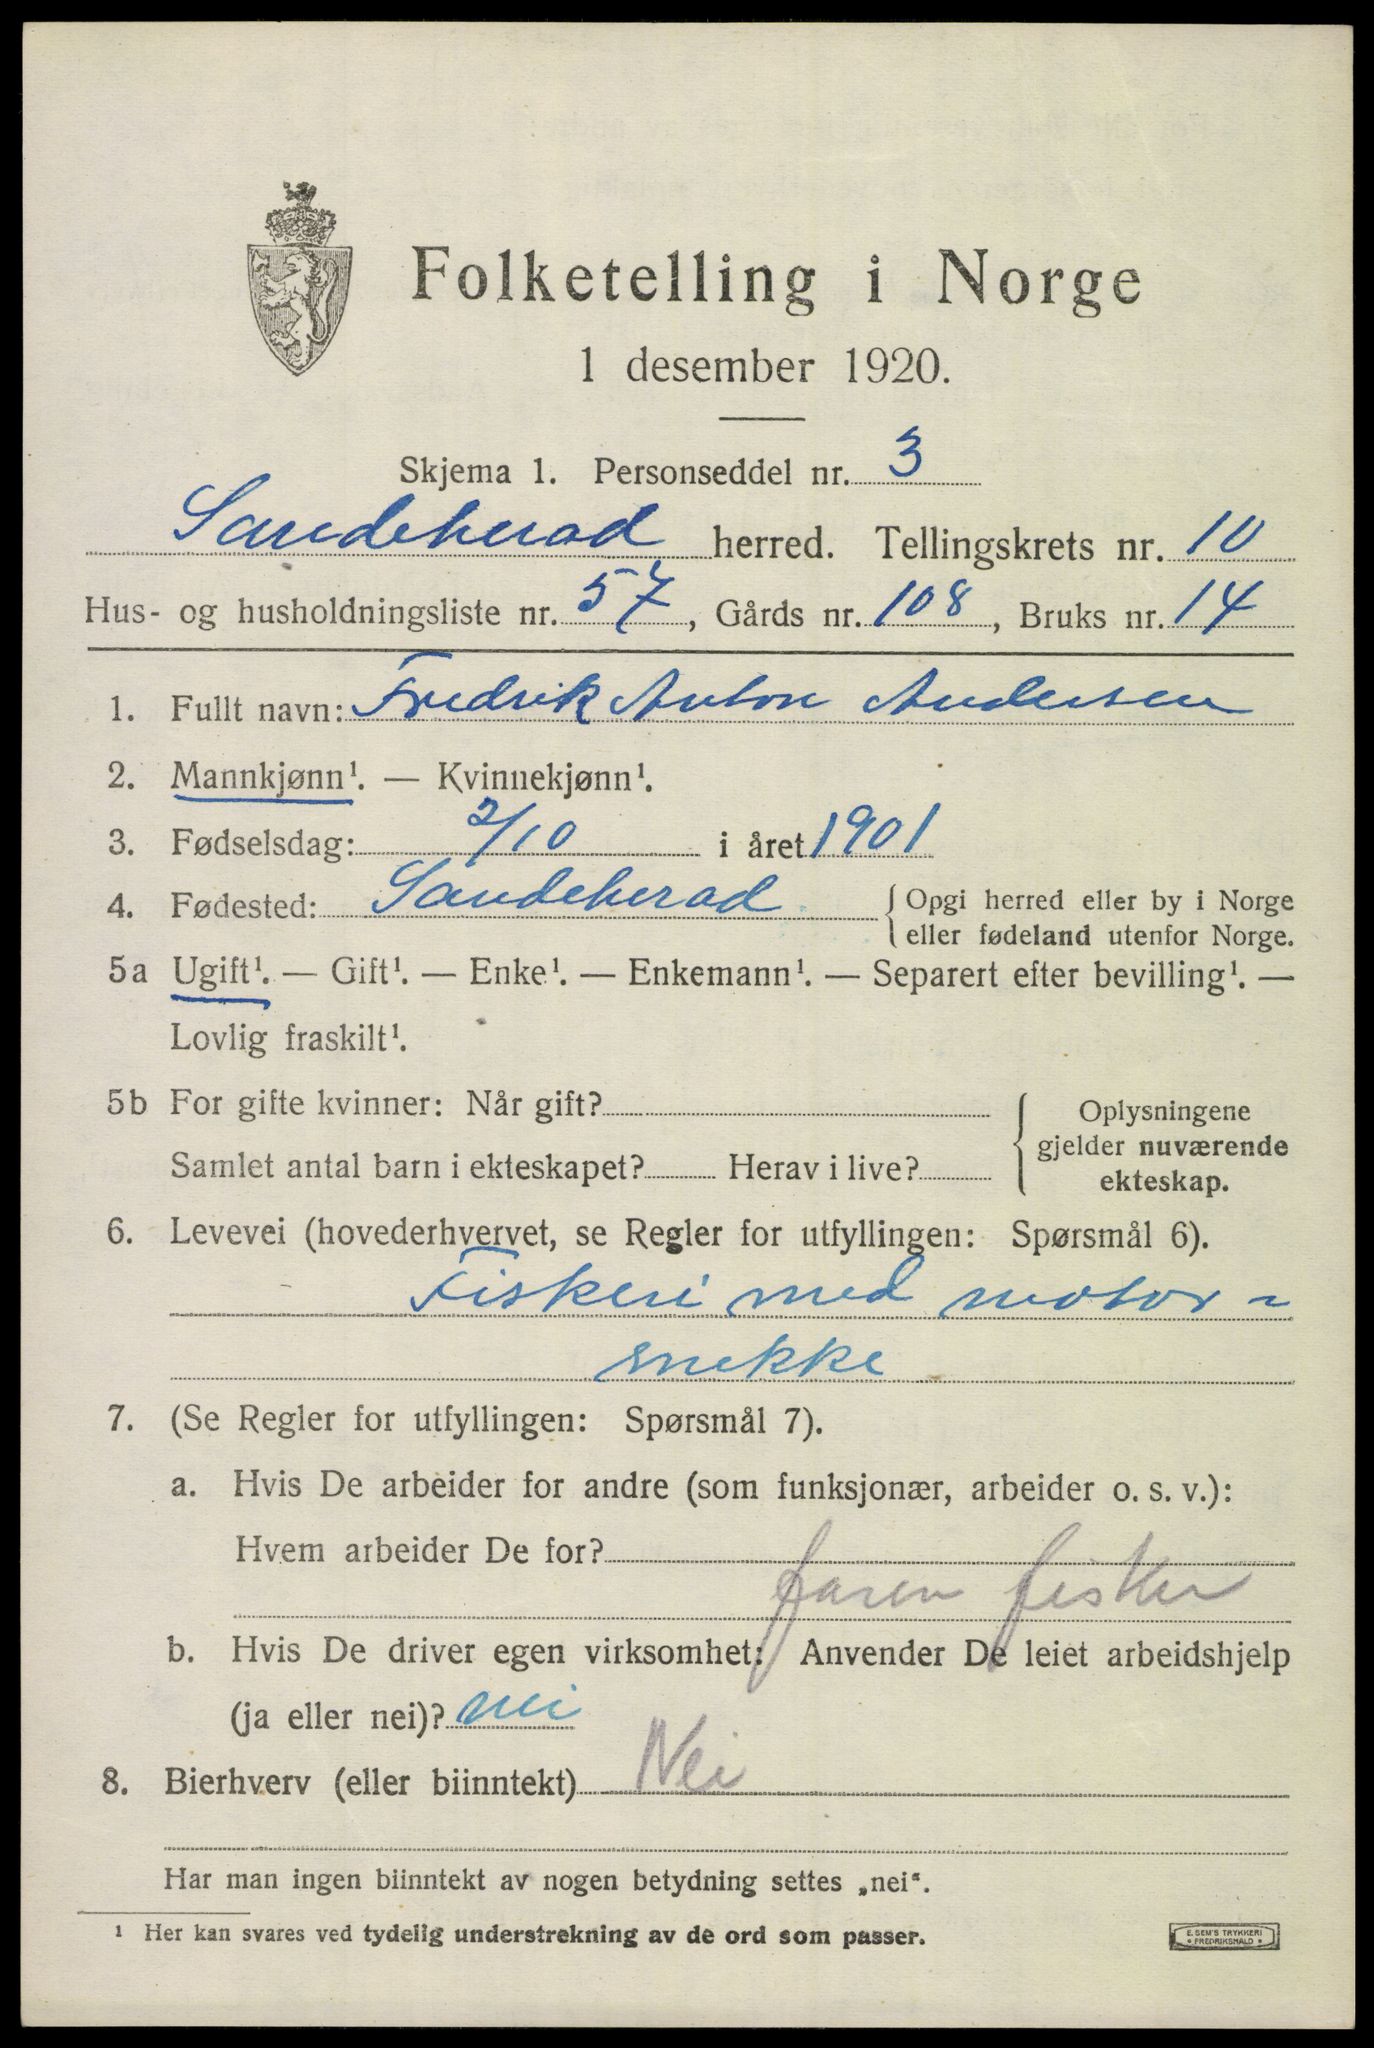 Folketelling i Norge
1 desember 1920.
Skjema 1. Personseddel nr. 3
Sandeherad herred. Tellingskrets nr. 10
Hus- og husholdningsliste nr. 57, Gårds nr. 108, Bruks nr. 14
1. Fullt navn: Fredrik Anton Andersen
2. Mannkjønn¹. — Kvinnekjønn¹.
3. Fødselsdag: 2/10 i året 1901
4. Fødested: Sandeherad { Opgi herred eller by i Norge
eller fødeland utenfor Norge.
5a Ugift¹. — Gift¹. — Enke¹. — Enkemann¹. — Separert efter bevilling¹. —
Lovlig fraskilt¹.
5b For gifte kvinner: Når gift?
Samlet antal barn i ekteskapet? Herav i live?
Oplysningene
gjelder nuværende
ekteskap.
6. Levevei (hovederhvervet, se Regler for utfyllingen: Spørsmål 6).
Fiskeri med motor-
snekke
7. (Se Regler for utfyllingen: Spørsmål 7).
a. Hvis De arbeider for andre (som funksjonær, arbeider o. s. v.):
Hvem arbeider De for?
faren fisker
b. Hvis De driver egen virksomhet: Anvender De leiet arbeidshjelp
(ja eller nei)? nei
8. Bierhverv (eller biinntekt) Nei
Har man ingen biinntekt av nogen betydning settes „nei“.
¹ Her kan svares ved tydelig understrekning av de ord som passer.
E. SEM'S TRYKKERI
FREDRIKSHALD